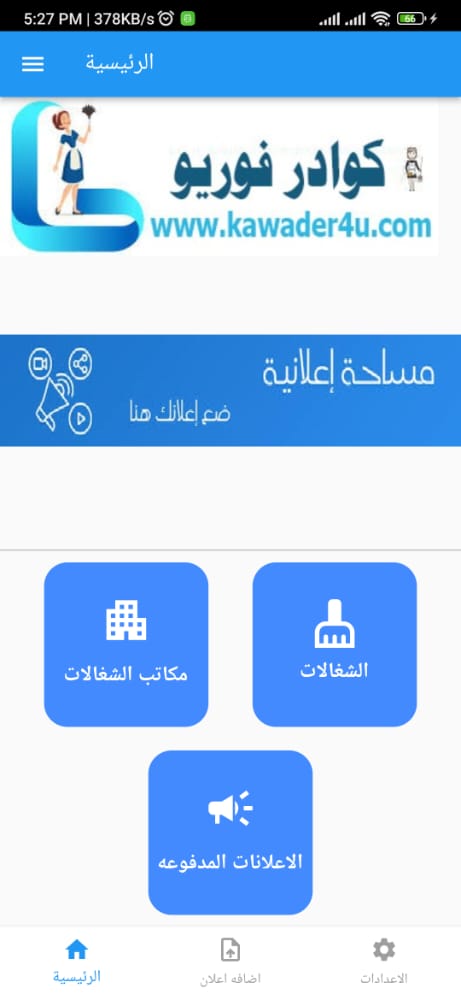 5:27 PM | 378KB/s
66
الرئيسية
كوادر فوريو
www.kawader4u.com
مساحة إعلانية
ضع إعلانك هنا
الشغالات
مكاتب الشغالات
الاعلانات المدفوعه
الاعدادات
اضافه اعلان
الرئيسية